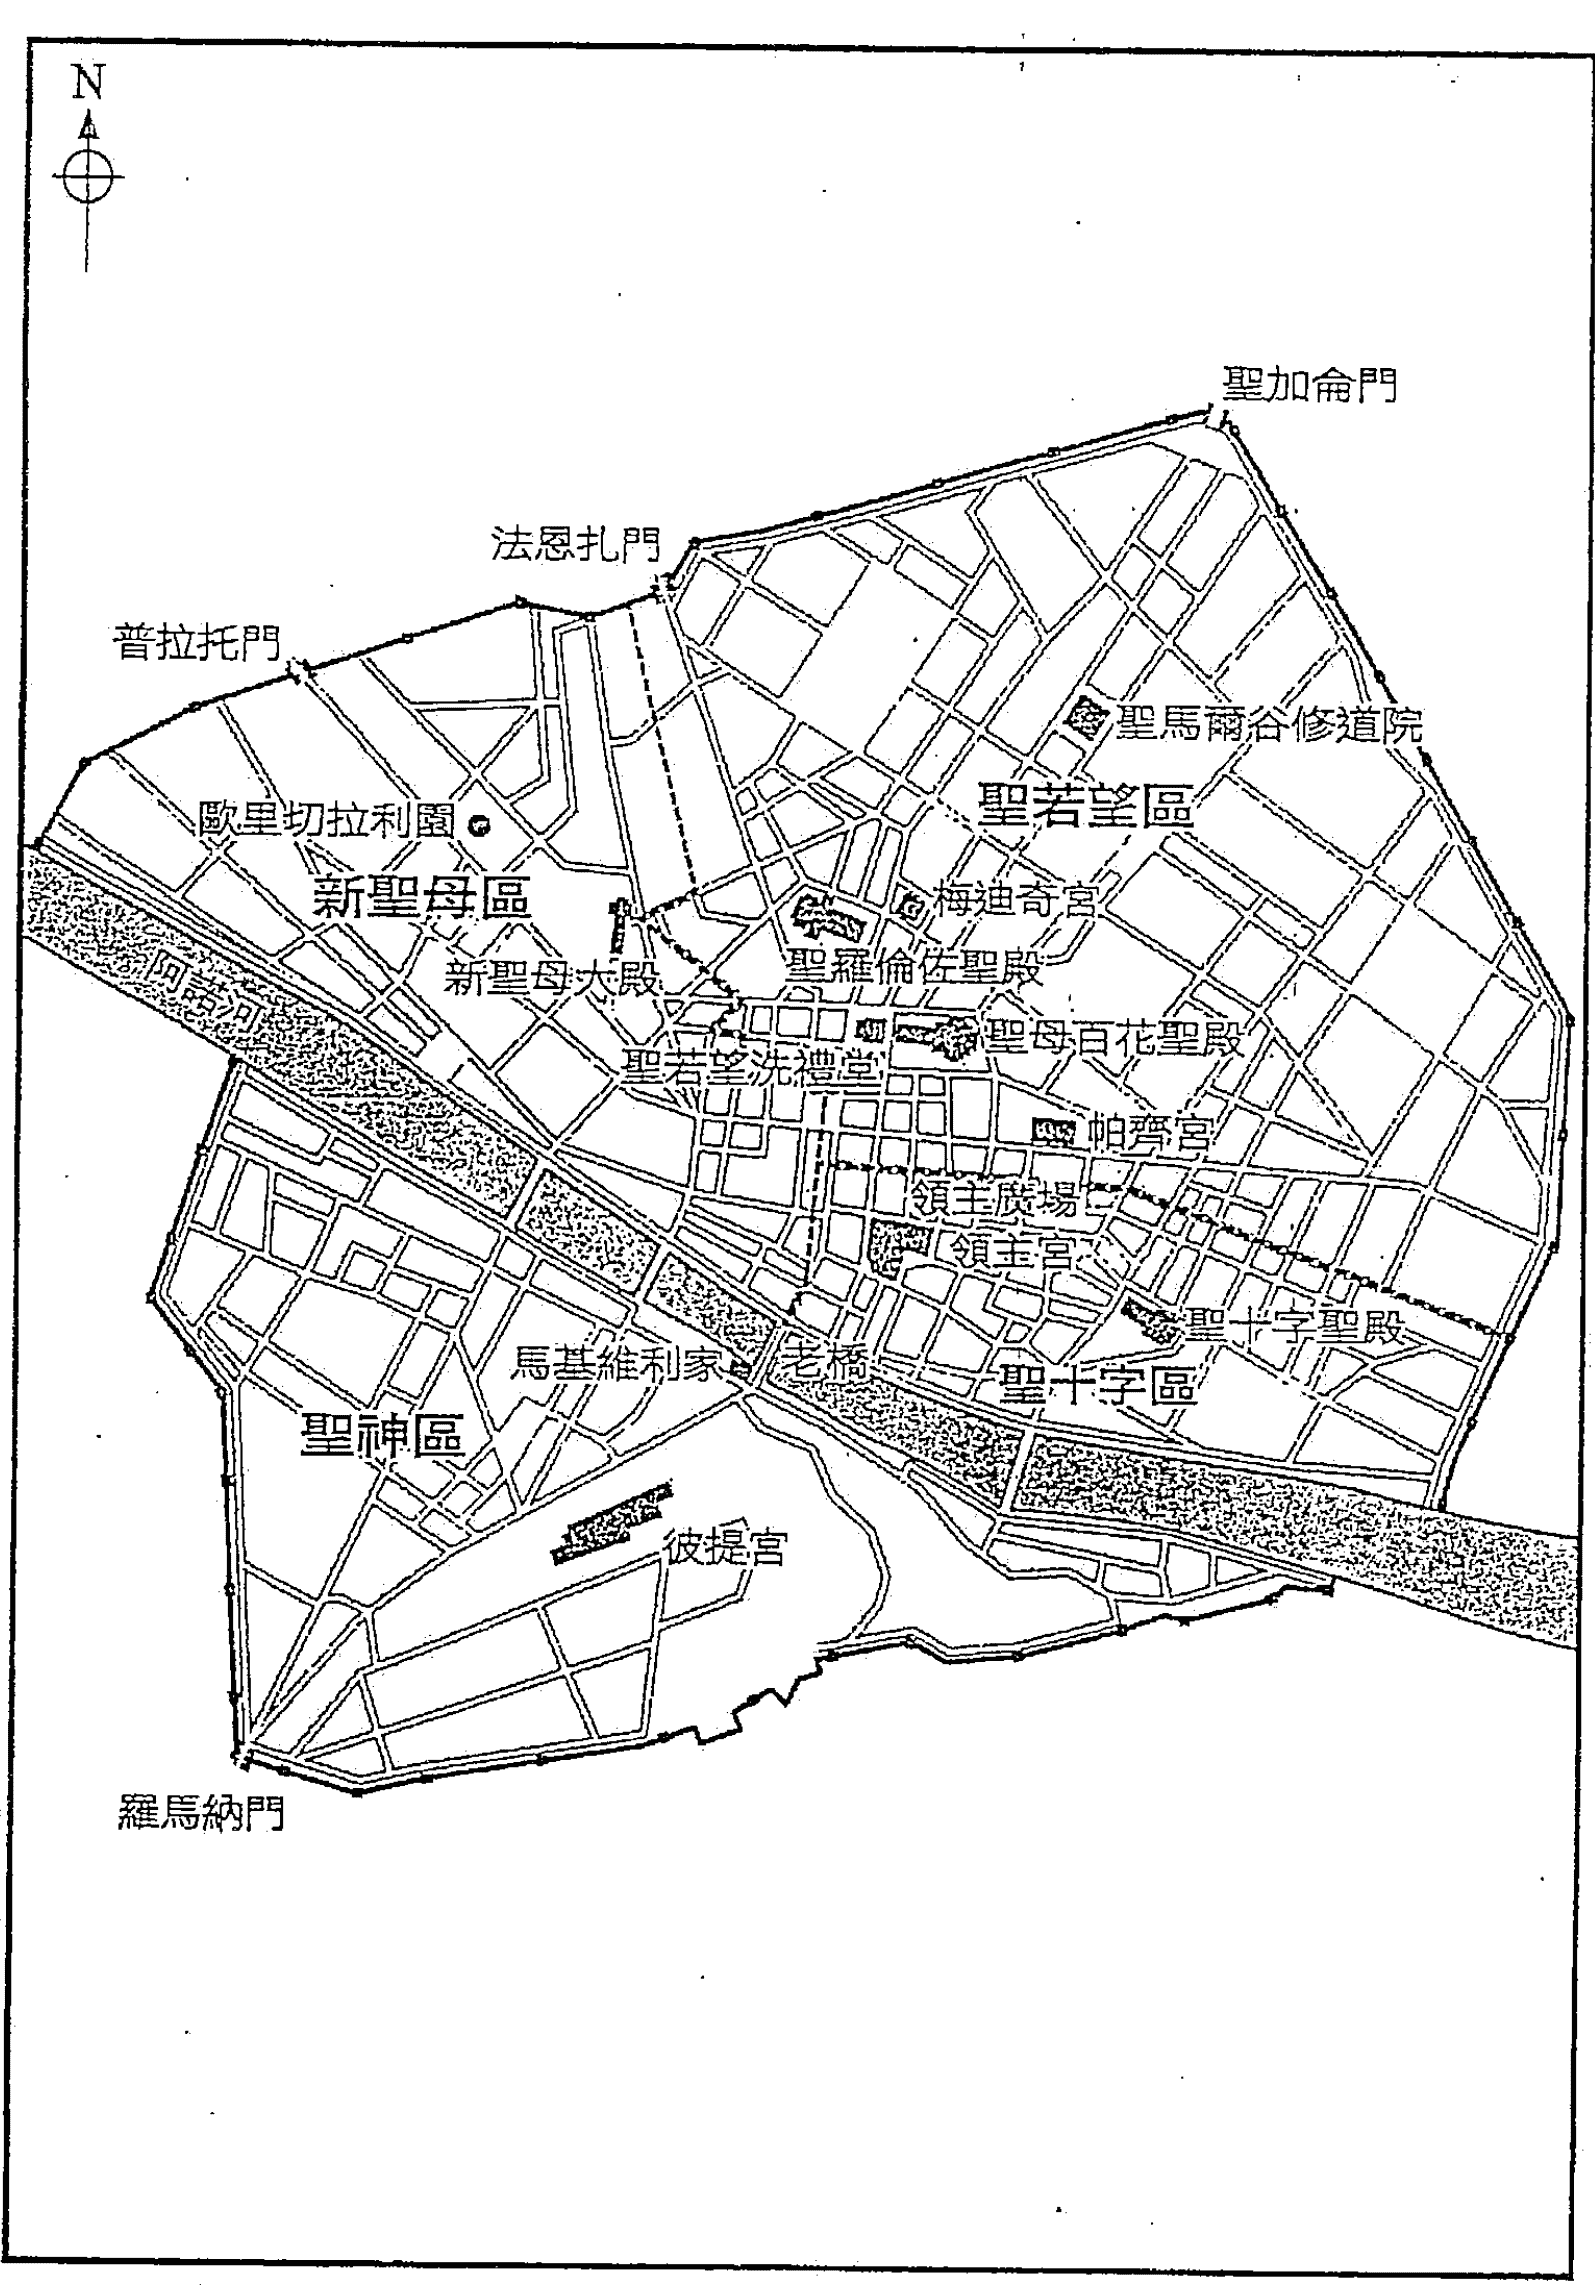 N
聖加侖門
法恩扎門
普拉托門
聖馬爾谷修道院
聖若望區
歐里切拉利園
新聖母區
梅迪奇宮
新聖母大殿
聖羅倫佐聖殿
阿諾河
聖母百花聖殿
聖若望洗禮堂
帕齊宮
領主廣場
領主宮
聖十字聖殿
馬基維利家
老橋
聖十字區
聖神區
彼提宮
羅馬納門